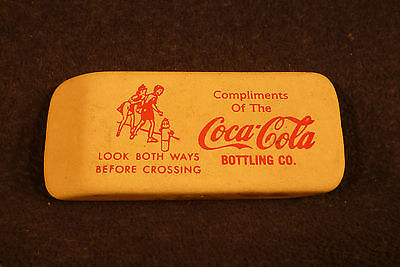 LOOK BOTH WAYS
BEFORE CROSSING
Compliments
Of The
Coca-Cola
BOTTLING CO.